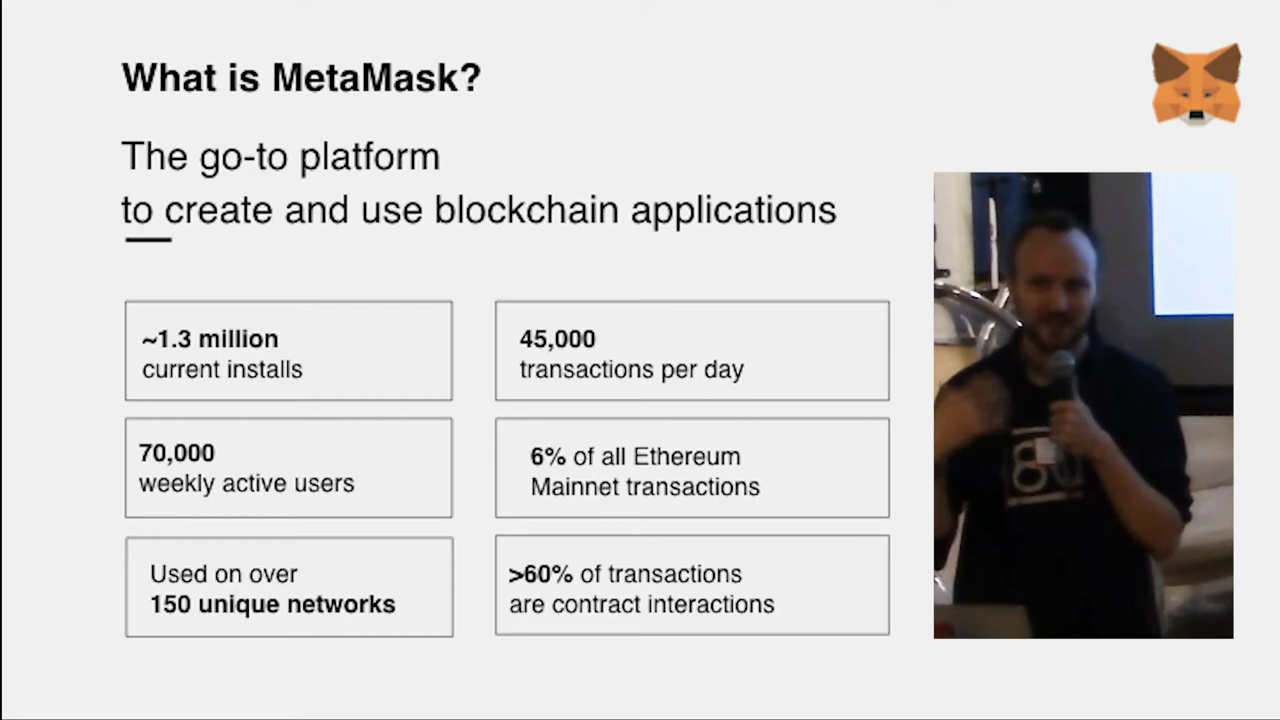 What is MetaMask?
The go-to platform
to create and use blockchain applications
~1.3 million
current installs
45,000
transactions per day
70,000
weekly active users
6% of all Ethereum
Mainnet transactions
Used on over
150 unique networks
>60% of transactions
are contract interactions